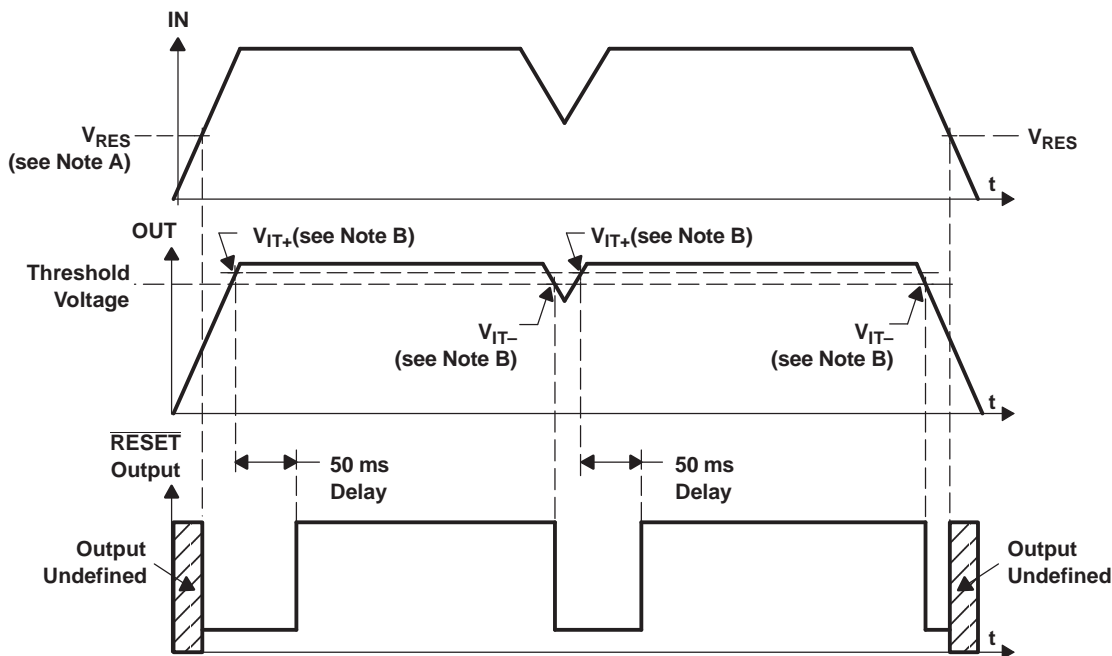 IN
VRES
(see Note A)
VRES
t
OUT
VIT+(see Note B)
VIT+(see Note B)
Threshold
Voltage
VIT–
(see Note B)
VIT–
(see Note B)
t
RESET
Output
50 ms
Delay
50 ms
Delay
Output
Undefined
Output
Undefined
t